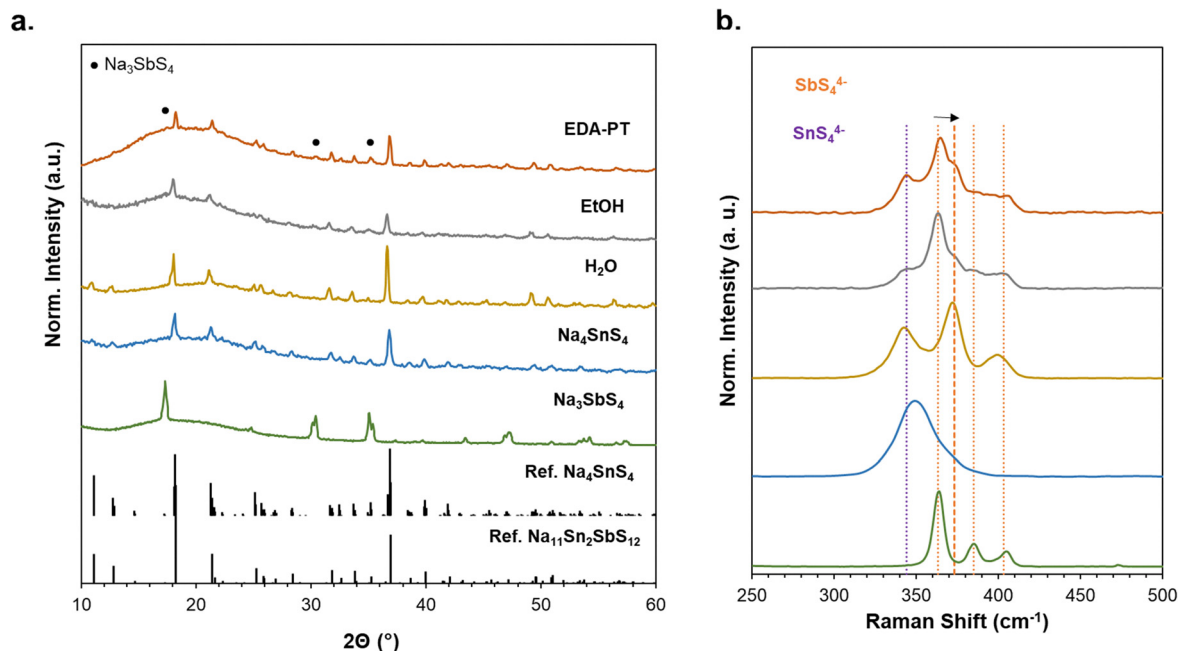 a.
• Na₃SbS₄
EDA-PT
EtOH
H₂O
Na₄SnS₄
Na₃SbS₄
Ref. Na₄SnS₄
Ref. Na₁₁Sn₂SbS₁₂
Norm. Intensity (a.u.)
10 20 30 40 50 60
2Θ (°)
b.
SbS₄⁴⁻
SnS₄⁴⁻
Norm. Intensity (a. u.)
250 300 350 400 450 500
Raman Shift (cm⁻¹)